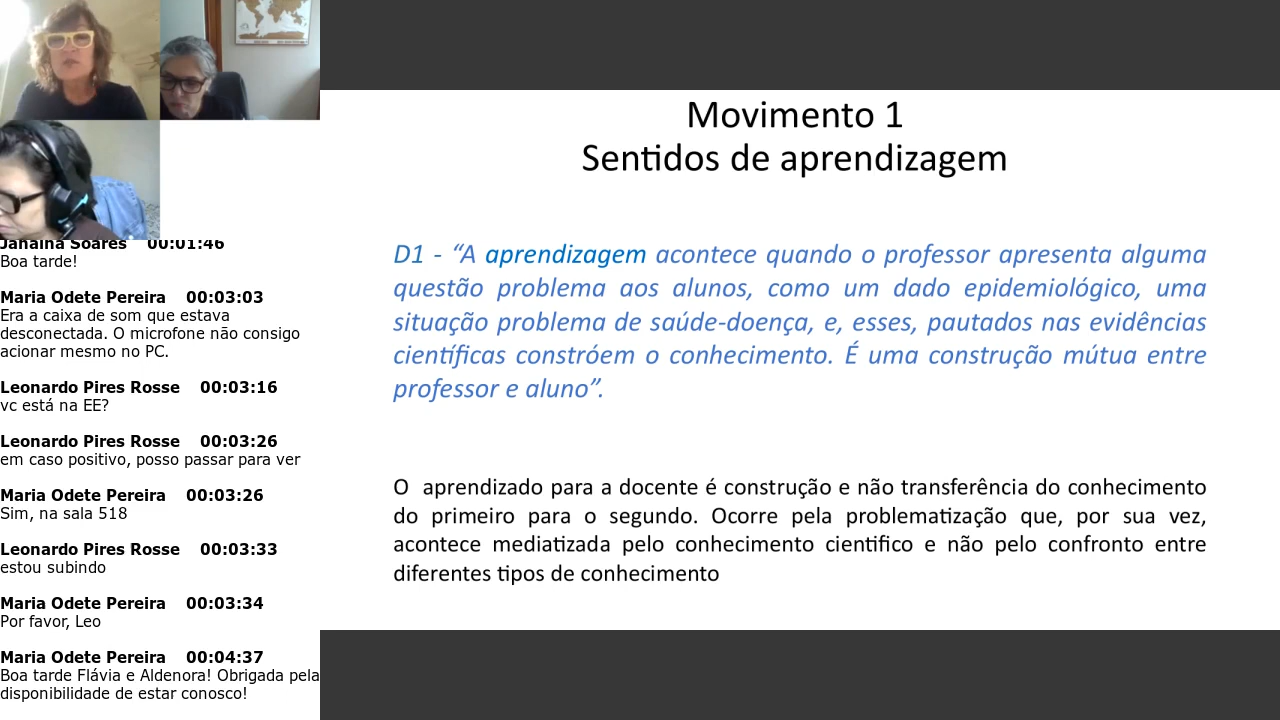 Janaina Soares 00:01:46
Boa tarde!
Maria Odete Pereira 00:03:03
Era a caixa de som que estava
desconectada. O microfone não consigo
acionar mesmo no PC.
Leonardo Pires Rosse 00:03:16
vc está na EE?
Leonardo Pires Rosse 00:03:26
em caso positivo, posso passar para ver
Maria Odete Pereira 00:03:26
Sim, na sala 518
Leonardo Pires Rosse 00:03:33
estou subindo
Maria Odete Pereira 00:03:34
Por favor, Leo
Maria Odete Pereira 00:04:37
Boa tarde Flávia e Aldenora! Obrigada pela
disponibilidade de estar conosco!
Movimento 1
Sentidos de aprendizagem
D1 - “A aprendizagem acontece quando o professor apresenta alguma
questão problema aos alunos, como um dado epidemiológico, uma
situação problema de saúde-doença, e, esses, pautados nas evidências
científicas constróem o conhecimento. É uma construção mútua entre
professor e aluno”.
O aprendizado para a docente é construção e não transferência do conhecimento
do primeiro para o segundo. Ocorre pela problematização que, por sua vez,
acontece mediatizada pelo conhecimento científico e não pelo confronto entre
diferentes tipos de conhecimento